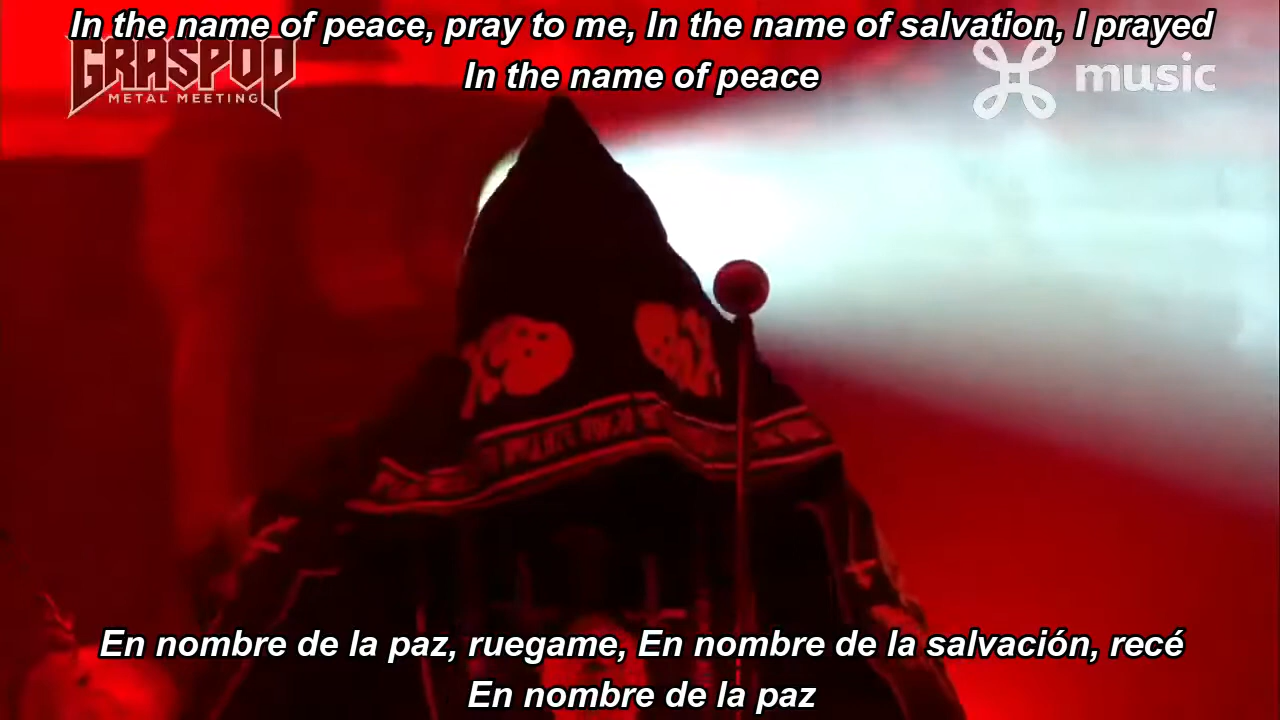 In the name of peace, pray to me, In the name of salvation, I prayed
In the name of peace
GRASPOP
METAL MEETING
music
En nombre de la paz, ruegame, En nombre de la salvación, recé
En nombre de la paz